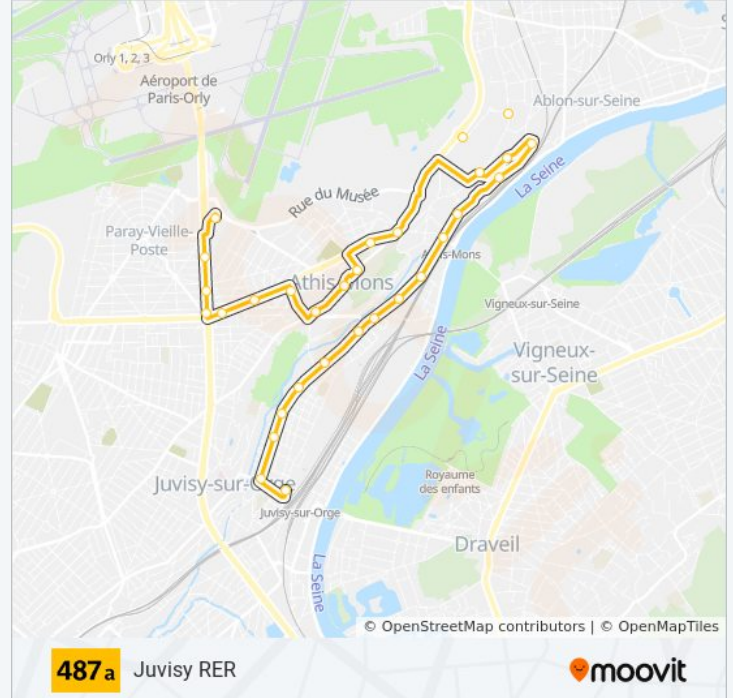 Orly 1, 2, 3
Aéroport de
Paris-Orly
Ablon-sur-Seine
La Seine
Rue du Musée
Paray-Vieille-
Poste
Athis-Mons
Athis-Mons
Vigneux-sur-Seine
La Seine
Vigneux-
sur-Seine
Juvisy-sur-Orge
Royaume
des enfants
Juvisy-sur-Orge
Draveil
La Seine
© OpenStreetMap contributors | © OpenMapTiles
487a Juvisy RER
moovit